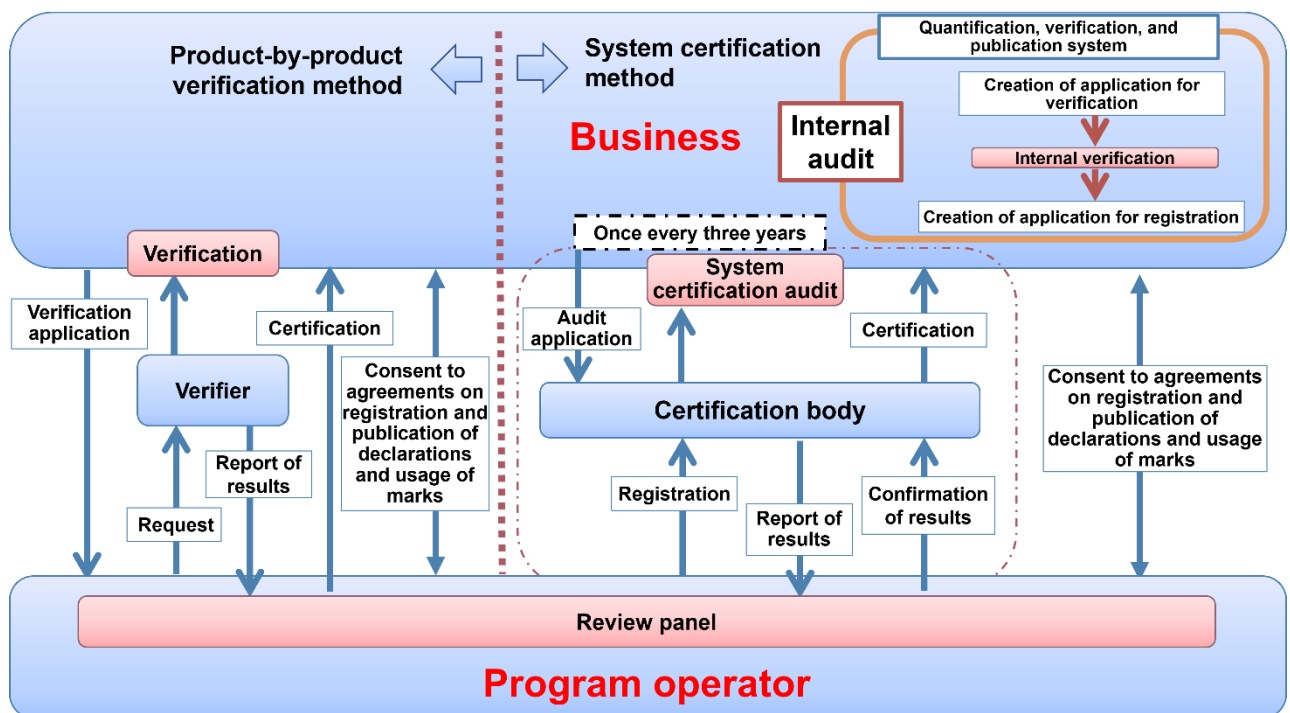 Product-by-product
verification method
System certification
method
Business
Quantification, verification, and
publication system
Creation of application for
verification
Internal
audit
Internal verification
Creation of application for registration
Once every three years
Verification
System
certification audit
Verification
application
Certification
Audit
application
Certification
Verifier
Consent to
agreements on
registration and
publication of
declarations
and usage of
marks
Certification body
Consent to agreements
on registration and
publication of
declarations and usage
of marks
Report of
results
Request
Registration
Report of
results
Confirmation
of results
Review panel
Program operator